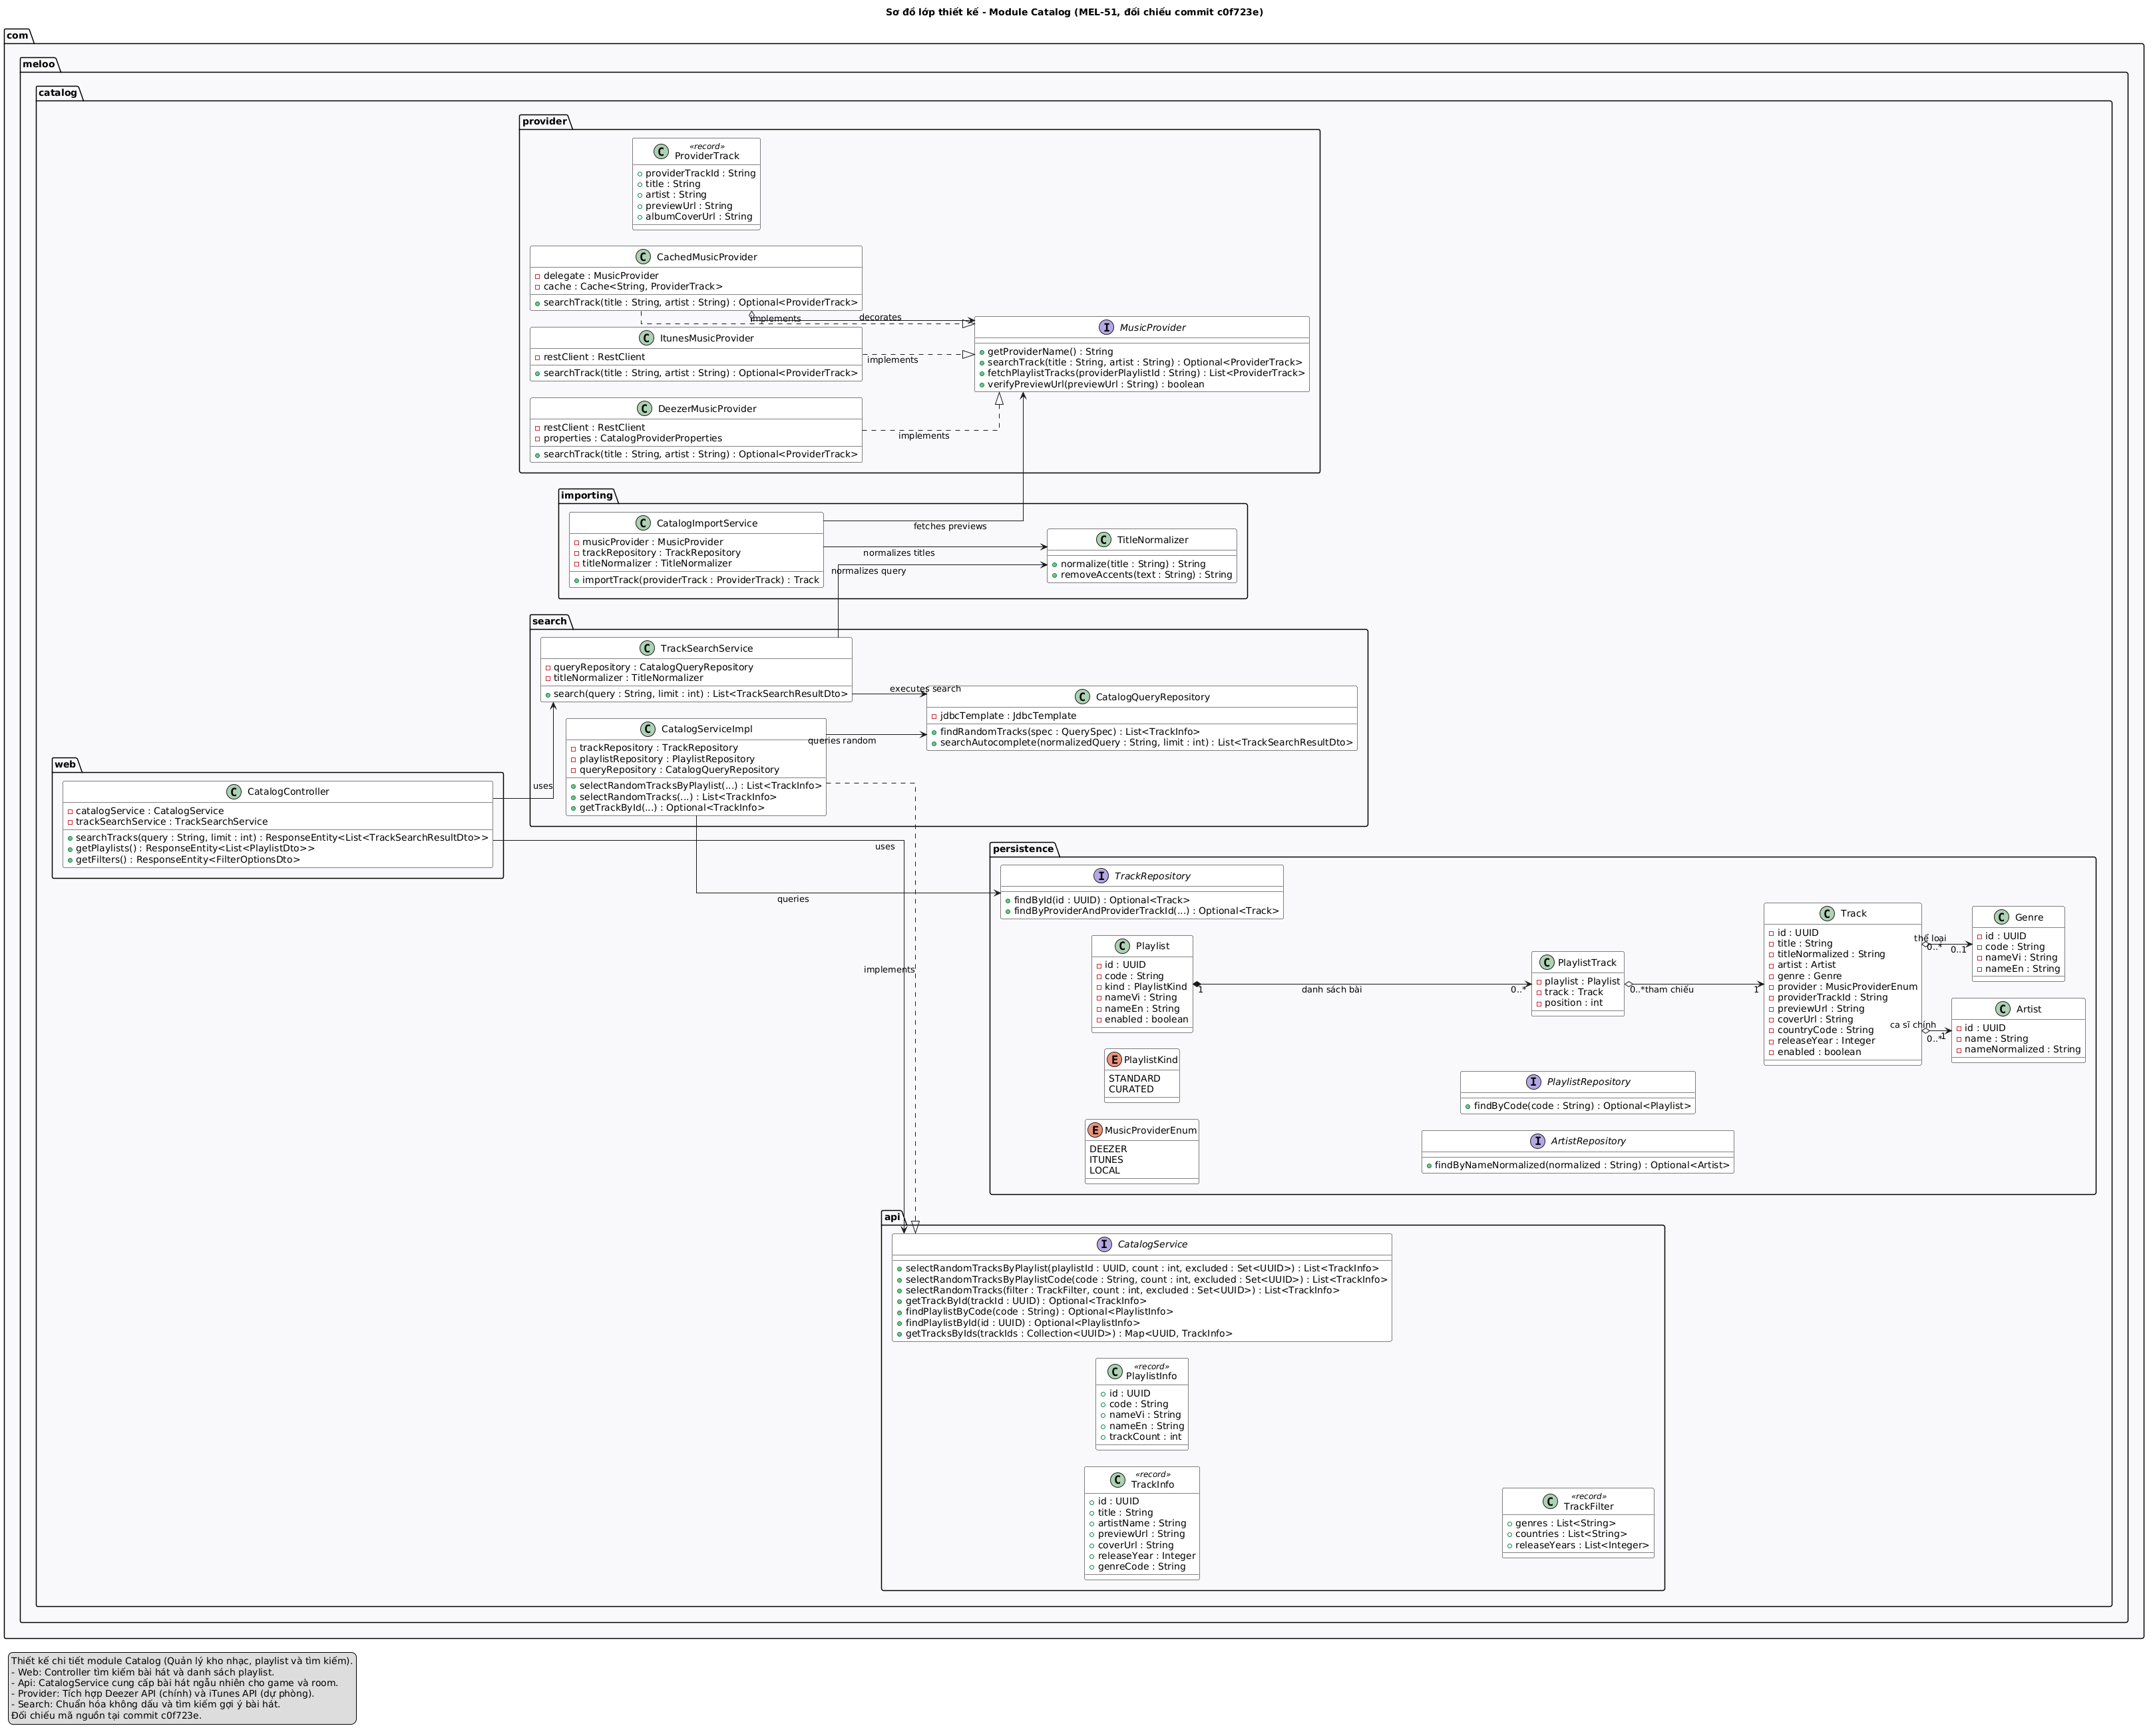 Sơ đồ lớp thiết kế - Module Catalog (MEL-51, đối chiếu commit c0f723e)
com
meloo
catalog
provider
«record»
ProviderTrack
providerTrackId : String
title : String
artist : String
previewUrl : String
albumCoverUrl : String
C CachedMusicProvider
delegate : MusicProvider
cache : Cache<String, ProviderTrack>
searchTrack(title : String, artist : String) : Optional<ProviderTrack>
implements
decorates
C ItunesMusicProvider
restClient : RestClient
searchTrack(title : String, artist : String) : Optional<ProviderTrack>
implements
I MusicProvider
getProviderName() : String
searchTrack(title : String, artist : String) : Optional<ProviderTrack>
fetchPlaylistTracks(providerPlaylistId : String) : List<ProviderTrack>
verifyPreviewUrl(previewUrl : String) : boolean
C DeezerMusicProvider
restClient : RestClient
properties : CatalogProviderProperties
searchTrack(title : String, artist : String) : Optional<ProviderTrack>
implements
importing
C CatalogImportService
musicProvider : MusicProvider
trackRepository : TrackRepository
titleNormalizer : TitleNormalizer
importTrack(providerTrack : ProviderTrack) : Track
fetches previews
normalizes titles
normalizes query
C TitleNormalizer
normalize(title : String) : String
removeAccents(text : String) : String
search
C TrackSearchService
queryRepository : CatalogQueryRepository
titleNormalizer : TitleNormalizer
search(query : String, limit : int) : List<TrackSearchResultDto>
executes search
C CatalogQueryRepository
jdbcTemplate : JdbcTemplate
findRandomTracks(spec : QuerySpec) : List<TrackInfo>
searchAutocomplete(normalizedQuery : String, limit : int) : List<TrackSearchResultDto>
C CatalogServiceImpl
trackRepository : TrackRepository
playlistRepository : PlaylistRepository
queryRepository : CatalogQueryRepository
selectRandomTracksByPlaylist(...) : List<TrackInfo>
selectRandomTracks(...) : List<TrackInfo>
getTrackById(...) : Optional<TrackInfo>
queries random
web
C CatalogController
catalogService : CatalogService
trackSearchService : TrackSearchService
searchTracks(query : String, limit : int) : ResponseEntity<List<TrackSearchResultDto>>
getPlaylists() : ResponseEntity<List<PlaylistDto>>
getFilters() : ResponseEntity<FilterOptionsDto>
uses
uses
queries
implements
persistence
I TrackRepository
findById(id : UUID) : Optional<Track>
findByProviderAndProviderTrackId(...) : Optional<Track>
C Playlist
id : UUID
code : String
kind : PlaylistKind
nameVi : String
nameEn : String
enabled : boolean
1
danh sách bài
0..*
C PlaylistTrack
playlist : Playlist
track : Track
position : int
0..*
tham chiếu
1
C Track
id : UUID
title : String
titleNormalized : String
artist : Artist
genre : Genre
provider : MusicProviderEnum
providerTrackId : String
previewUrl : String
coverUrl : String
countryCode : String
releaseYear : Integer
enabled : boolean
thể loại
0..*
0..1
C Genre
id : UUID
code : String
nameVi : String
nameEn : String
ca sĩ chính
0..*
1
C Artist
id : UUID
name : String
nameNormalized : String
E PlaylistKind
STANDARD
CURATED
I PlaylistRepository
findByCode(code : String) : Optional<Playlist>
E MusicProviderEnum
DEEZER
ITUNES
LOCAL
I ArtistRepository
findByNameNormalized(normalized : String) : Optional<Artist>
api
I CatalogService
selectRandomTracksByPlaylist(playlistId : UUID, count : int, excluded : Set<UUID>) : List<TrackInfo>
selectRandomTracksByPlaylistCode(code : String, count : int, excluded : Set<UUID>) : List<TrackInfo>
selectRandomTracks(filter : TrackFilter, count : int, excluded : Set<UUID>) : List<TrackInfo>
getTrackById(trackId : UUID) : Optional<TrackInfo>
findPlaylistByCode(code : String) : Optional<PlaylistInfo>
findPlaylistById(id : UUID) : Optional<PlaylistInfo>
getTracksByIds(trackIds : Collection<UUID>) : Map<UUID, TrackInfo>
«record»
PlaylistInfo
id : UUID
code : String
nameVi : String
nameEn : String
trackCount : int
«record»
TrackInfo
id : UUID
title : String
artistName : String
previewUrl : String
coverUrl : String
releaseYear : Integer
genreCode : String
«record»
TrackFilter
genres : List<String>
countries : List<String>
releaseYears : List<Integer>
Thiết kế chi tiết module Catalog (Quản lý kho nhạc, playlist và tìm kiếm).
- Web: Controller tìm kiếm bài hát và danh sách playlist.
- Api: CatalogService cung cấp bài hát ngẫu nhiên cho game và room.
- Provider: Tích hợp Deezer API (chính) và iTunes API (dự phòng).
- Search: Chuẩn hóa không dấu và tìm kiếm gợi ý bài hát.
Đối chiếu mã nguồn tại commit c0f723e.